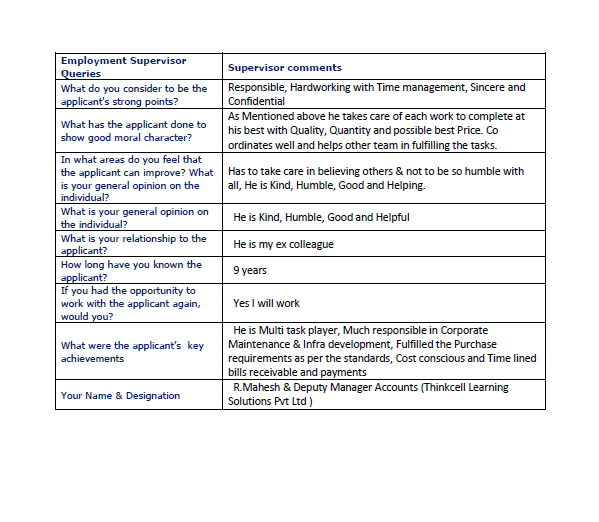 Employment Supervisor
Queries
Supervisor comments
What do you consider to be the
applicant's strong points?
Responsible, Hardworking with Time management, Sincere and
Confidential
What has the applicant done to
show good moral character?
As Mentioned above he takes care of each work to complete at
his best with Quality, Quantity and possible best Price. Co
ordinates well and helps other team in fulfilling the tasks.
In what areas do you feel that
the applicant can improve? What
is your general opinion on the
individual?
Has to take care in believing others & not to be so humble with
all, He is Kind, Humble, Good and Helping.
What is your general opinion on
the individual?
He is Kind, Humble, Good and Helpful
What is your relationship to the
applicant?
He is my ex colleague
How long have you known the
applicant?
9 years
If you had the opportunity to
work with the applicant again,
would you?
Yes I will work
What were the applicant's key
achievements
He is Multi task player, Much responsible in Corporate
Maintenance & Infra development, Fulfilled the Purchase
requirements as per the standards, Cost conscious and Time lined
bills receivable and payments
Your Name & Designation
R.Mahesh & Deputy Manager Accounts (Thinkcell Learning
Solutions Pvt Ltd )